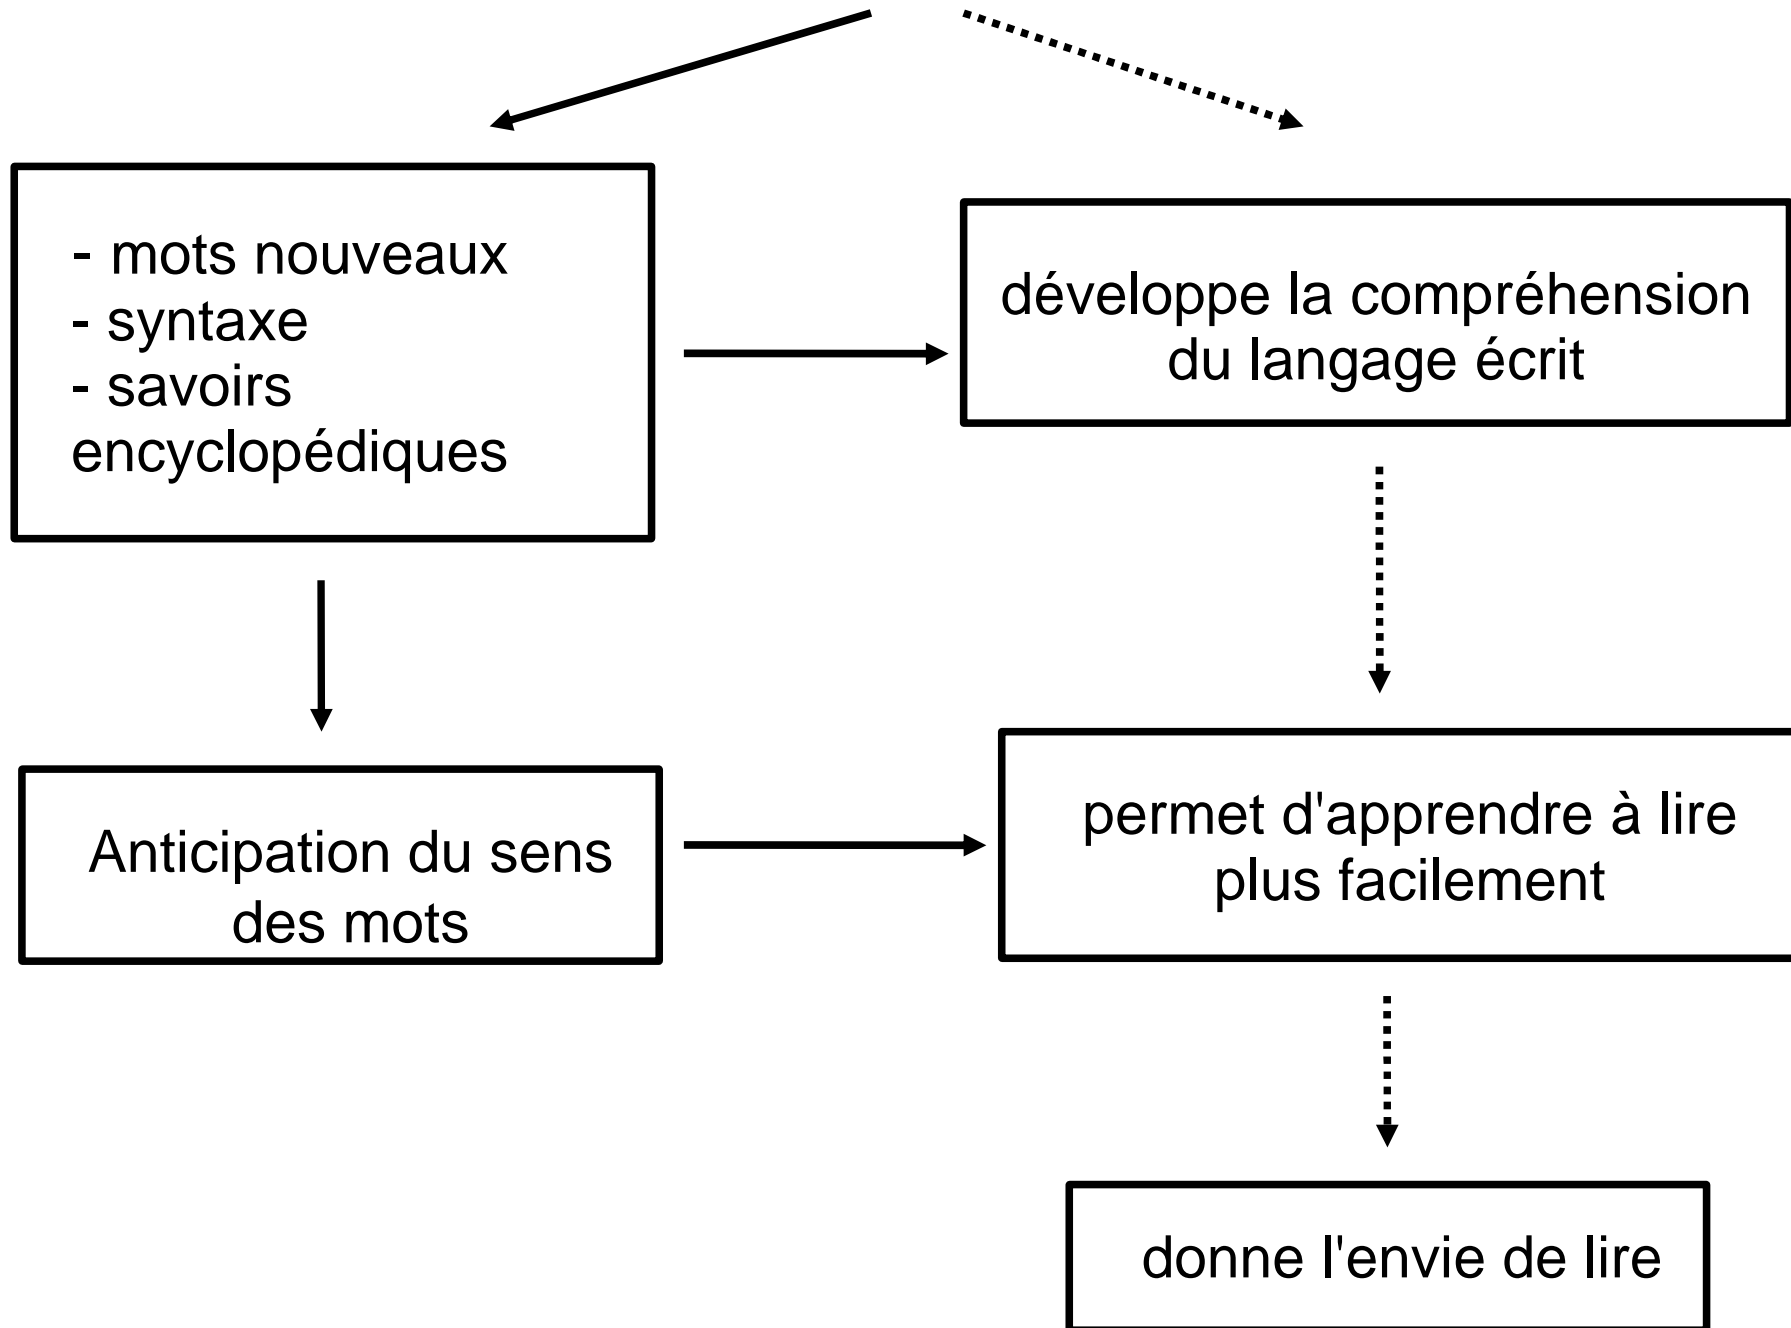 - mots nouveaux
- syntaxe
- savoirs
encyclopédiques
développe la compréhension
du langage écrit
Anticipation du sens
des mots
permet d'apprendre à lire
plus facilement
donne l'envie de lire